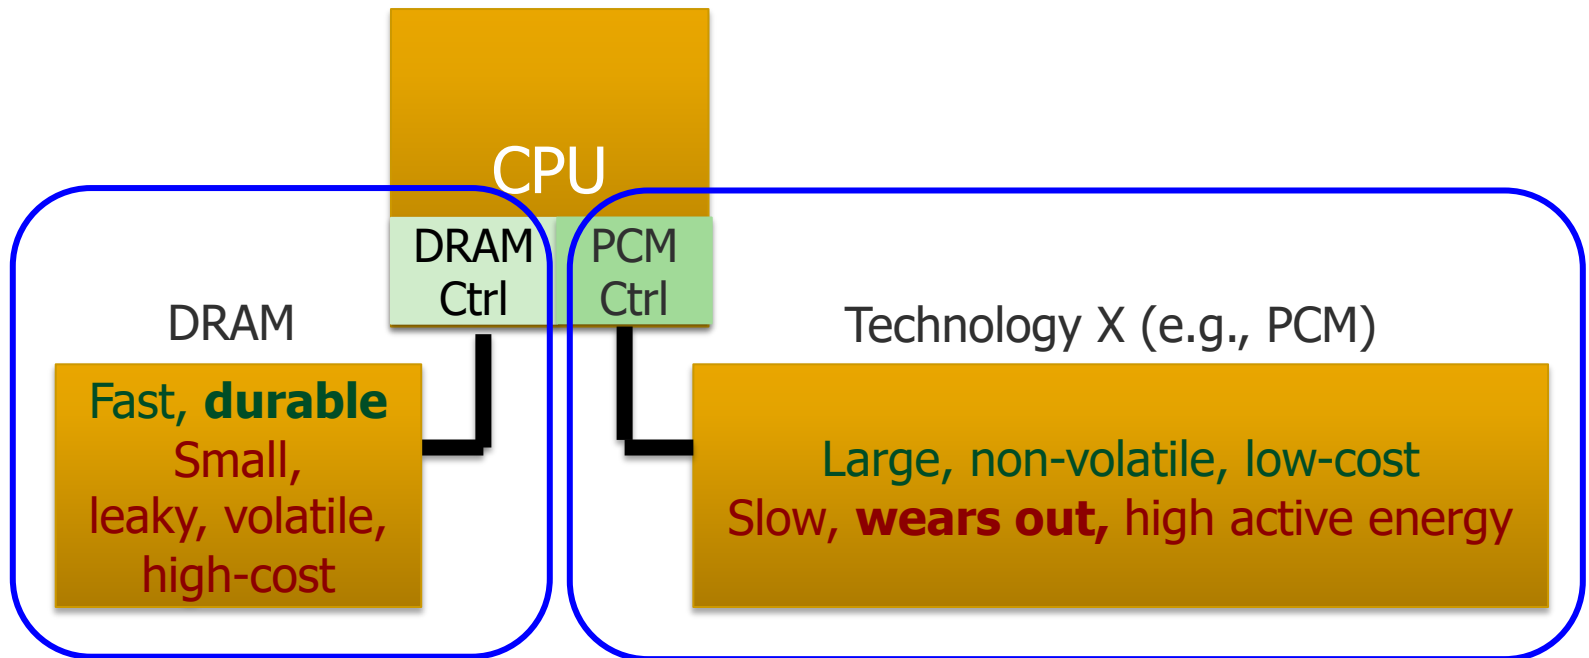 CPU
DRAM
Ctrl
PCM
Ctrl
DRAM
Fast, durable
Small,
leaky, volatile,
high-cost
Technology X (e.g., PCM)
Large, non-volatile, low-cost
Slow, wears out, high active energy